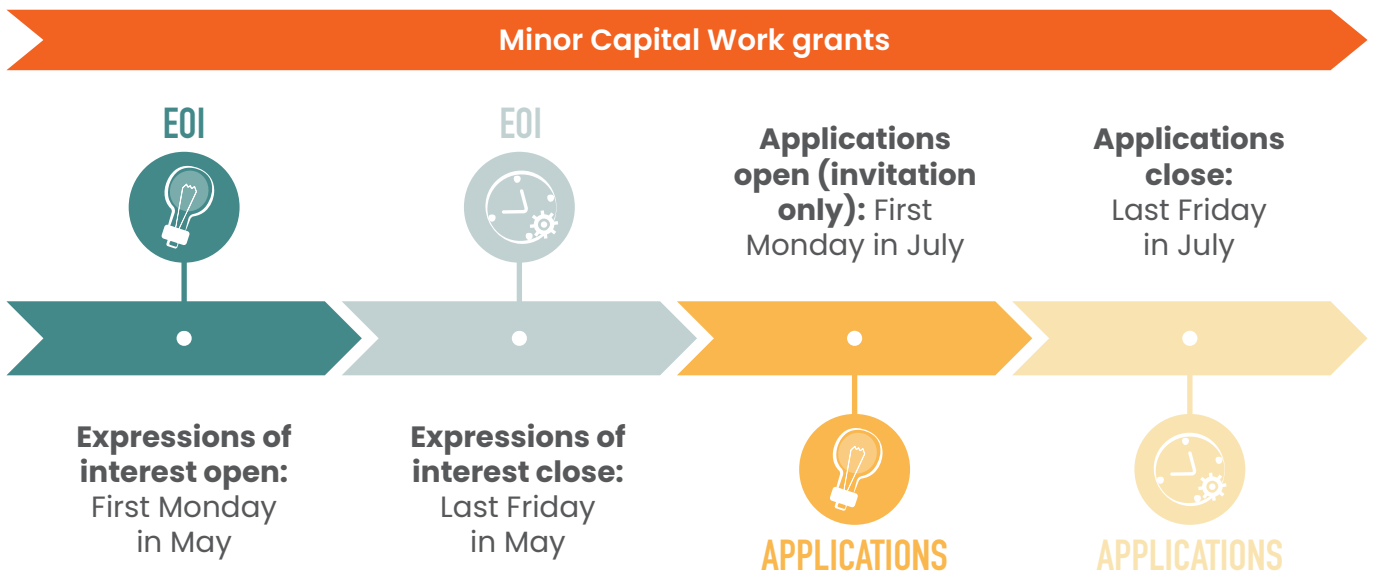 Minor Capital Work grants
EOI
Expressions of
interest open:
First Monday
in May
EOI
Expressions of
interest close:
Last Friday
in May
Applications
open (invitation
only): First
Monday in July
APPLICATIONS
Applications
close:
Last Friday
in July
APPLICATIONS